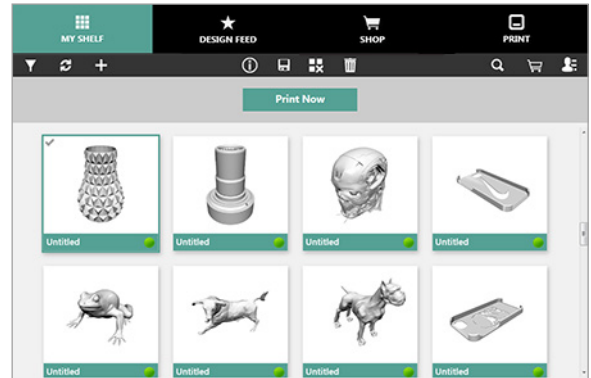 MY SHELF
DESIGN FEED
SHOP
PRINT
Print Now
Untitled
Untitled
Untitled
Untitled
Untitled
Untitled
Untitled
Untitled